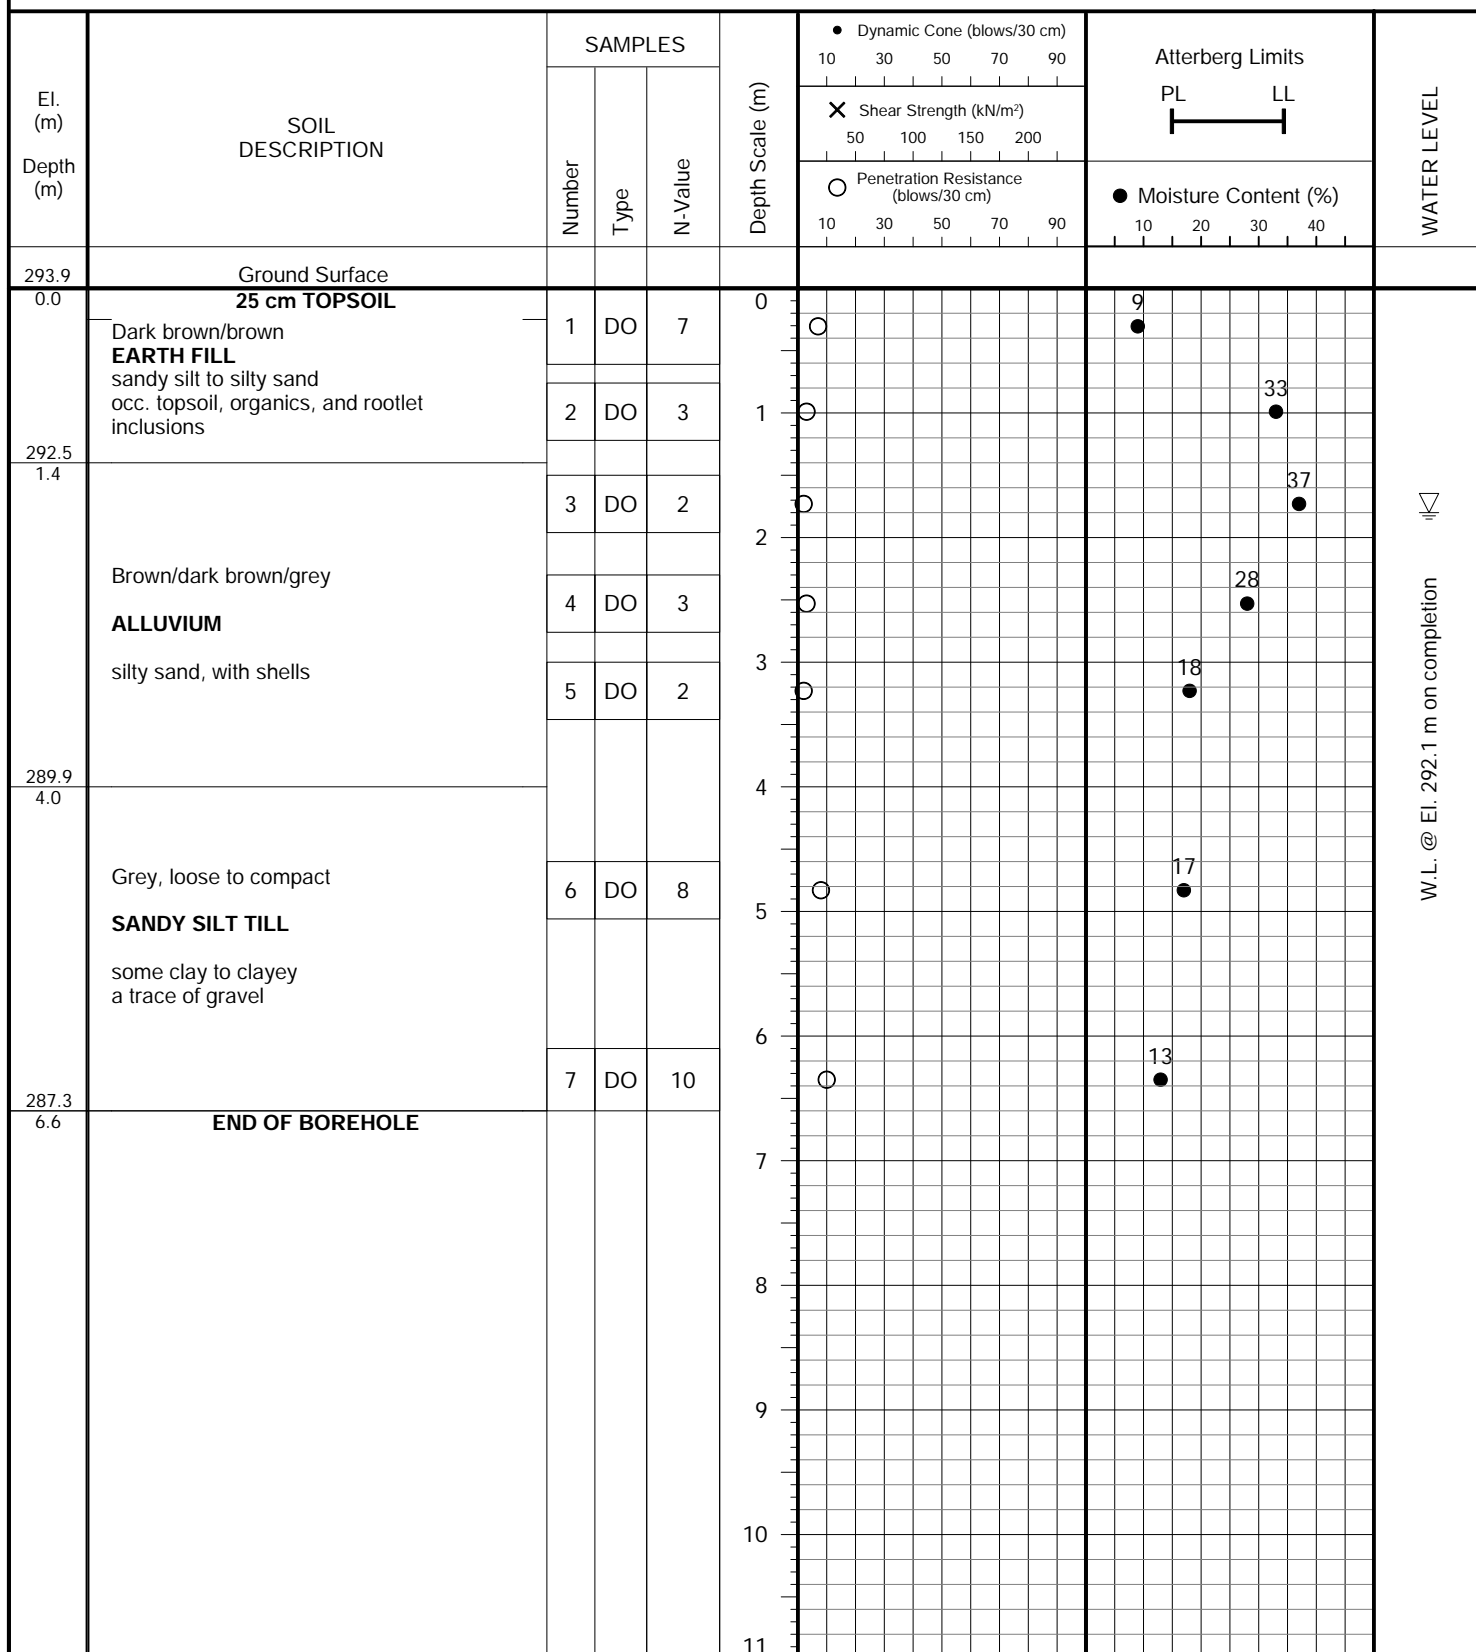 El.
(m)
Depth
(m)
SOIL
DESCRIPTION
SAMPLES
Number
Type
N-Value
Depth Scale (m)
Dynamic Cone (blows/30 cm)
10 30 50 70 90
Shear Strength (kN/m²)
50 100 150 200
Penetration Resistance
(blows/30 cm)
10 30 50 70 90
Atterberg Limits
PL LL
Moisture Content (%)
10 20 30 40
WATER LEVEL
293.9 Ground Surface
0.0 25 cm TOPSOIL 0 9
Dark brown/brown 1 DO 7
EARTH FILL
sandy silt to silty sand
occ. topsoil, organics, and rootlet 2 DO 3 1 33
inclusions
292.5
1.4
3 DO 2 37
2
Brown/dark brown/grey
4 DO 3 28
ALLUVIUM
3
silty sand, with shells
5 DO 2 18
289.9
4.0 4
Grey, loose to compact
6 DO 8 17
5
SANDY SILT TILL
some clay to clayey
a trace of gravel
6
7 DO 10 13
287.3
6.6 END OF BOREHOLE
7
8
9
10
11
W.L. @ El. 292.1 m on completion